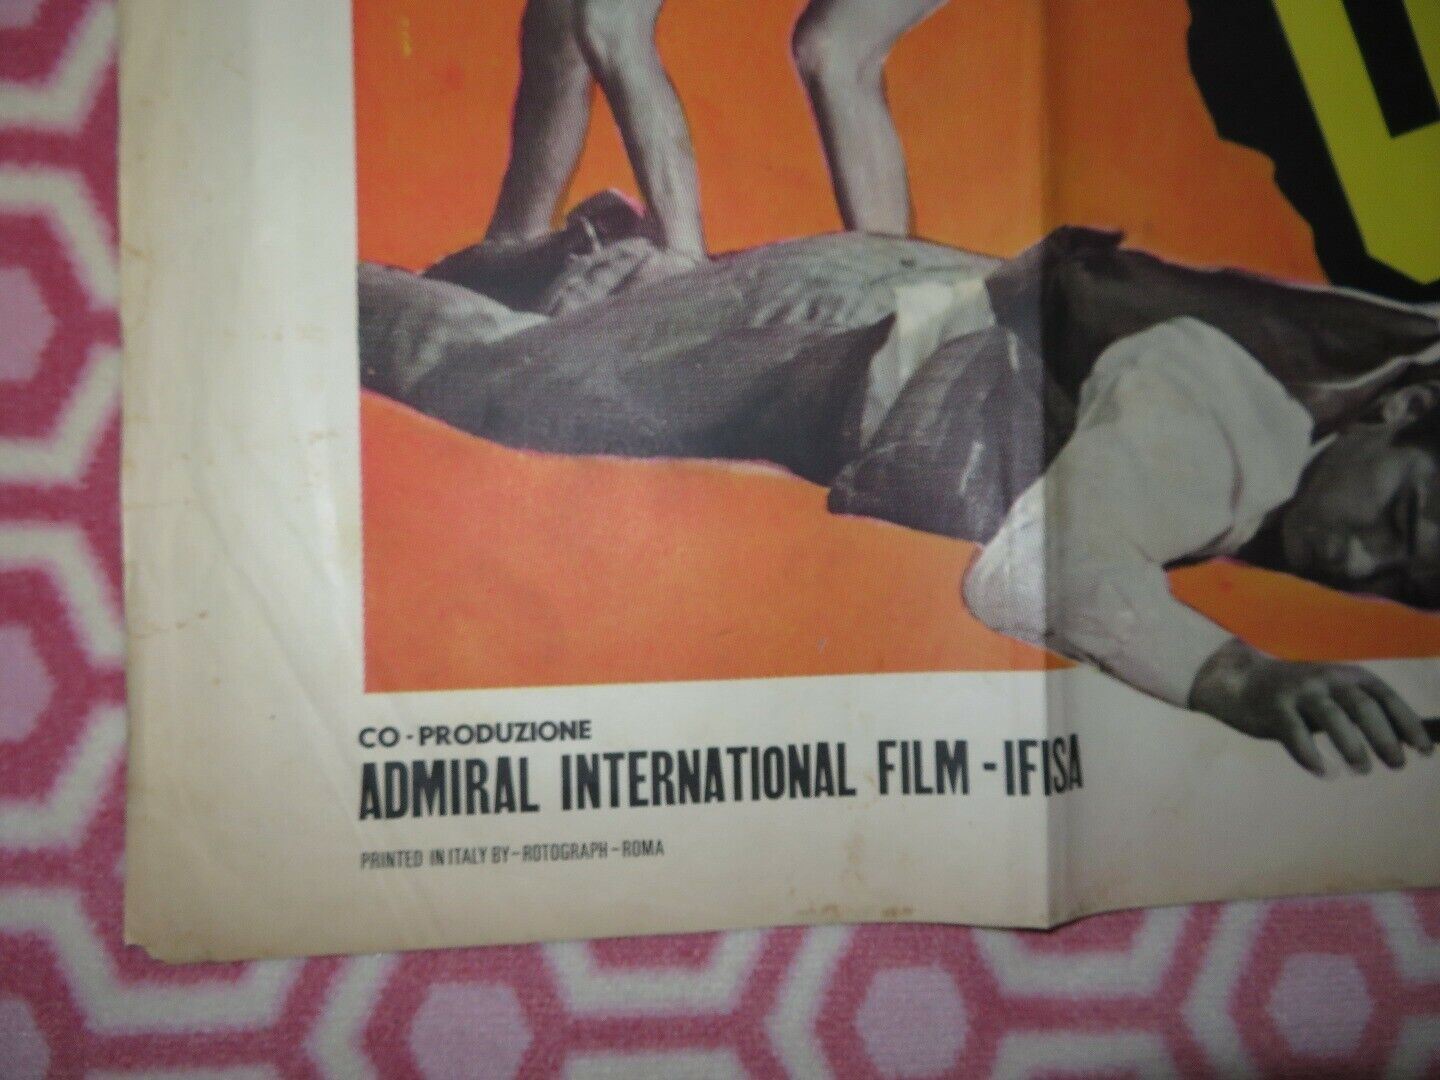 CO-PRODUZIONE
ADMIRAL INTERNATIONAL FILM - IFISA
PRINTED IN ITALY BY - ROTOGRAPH - ROMA